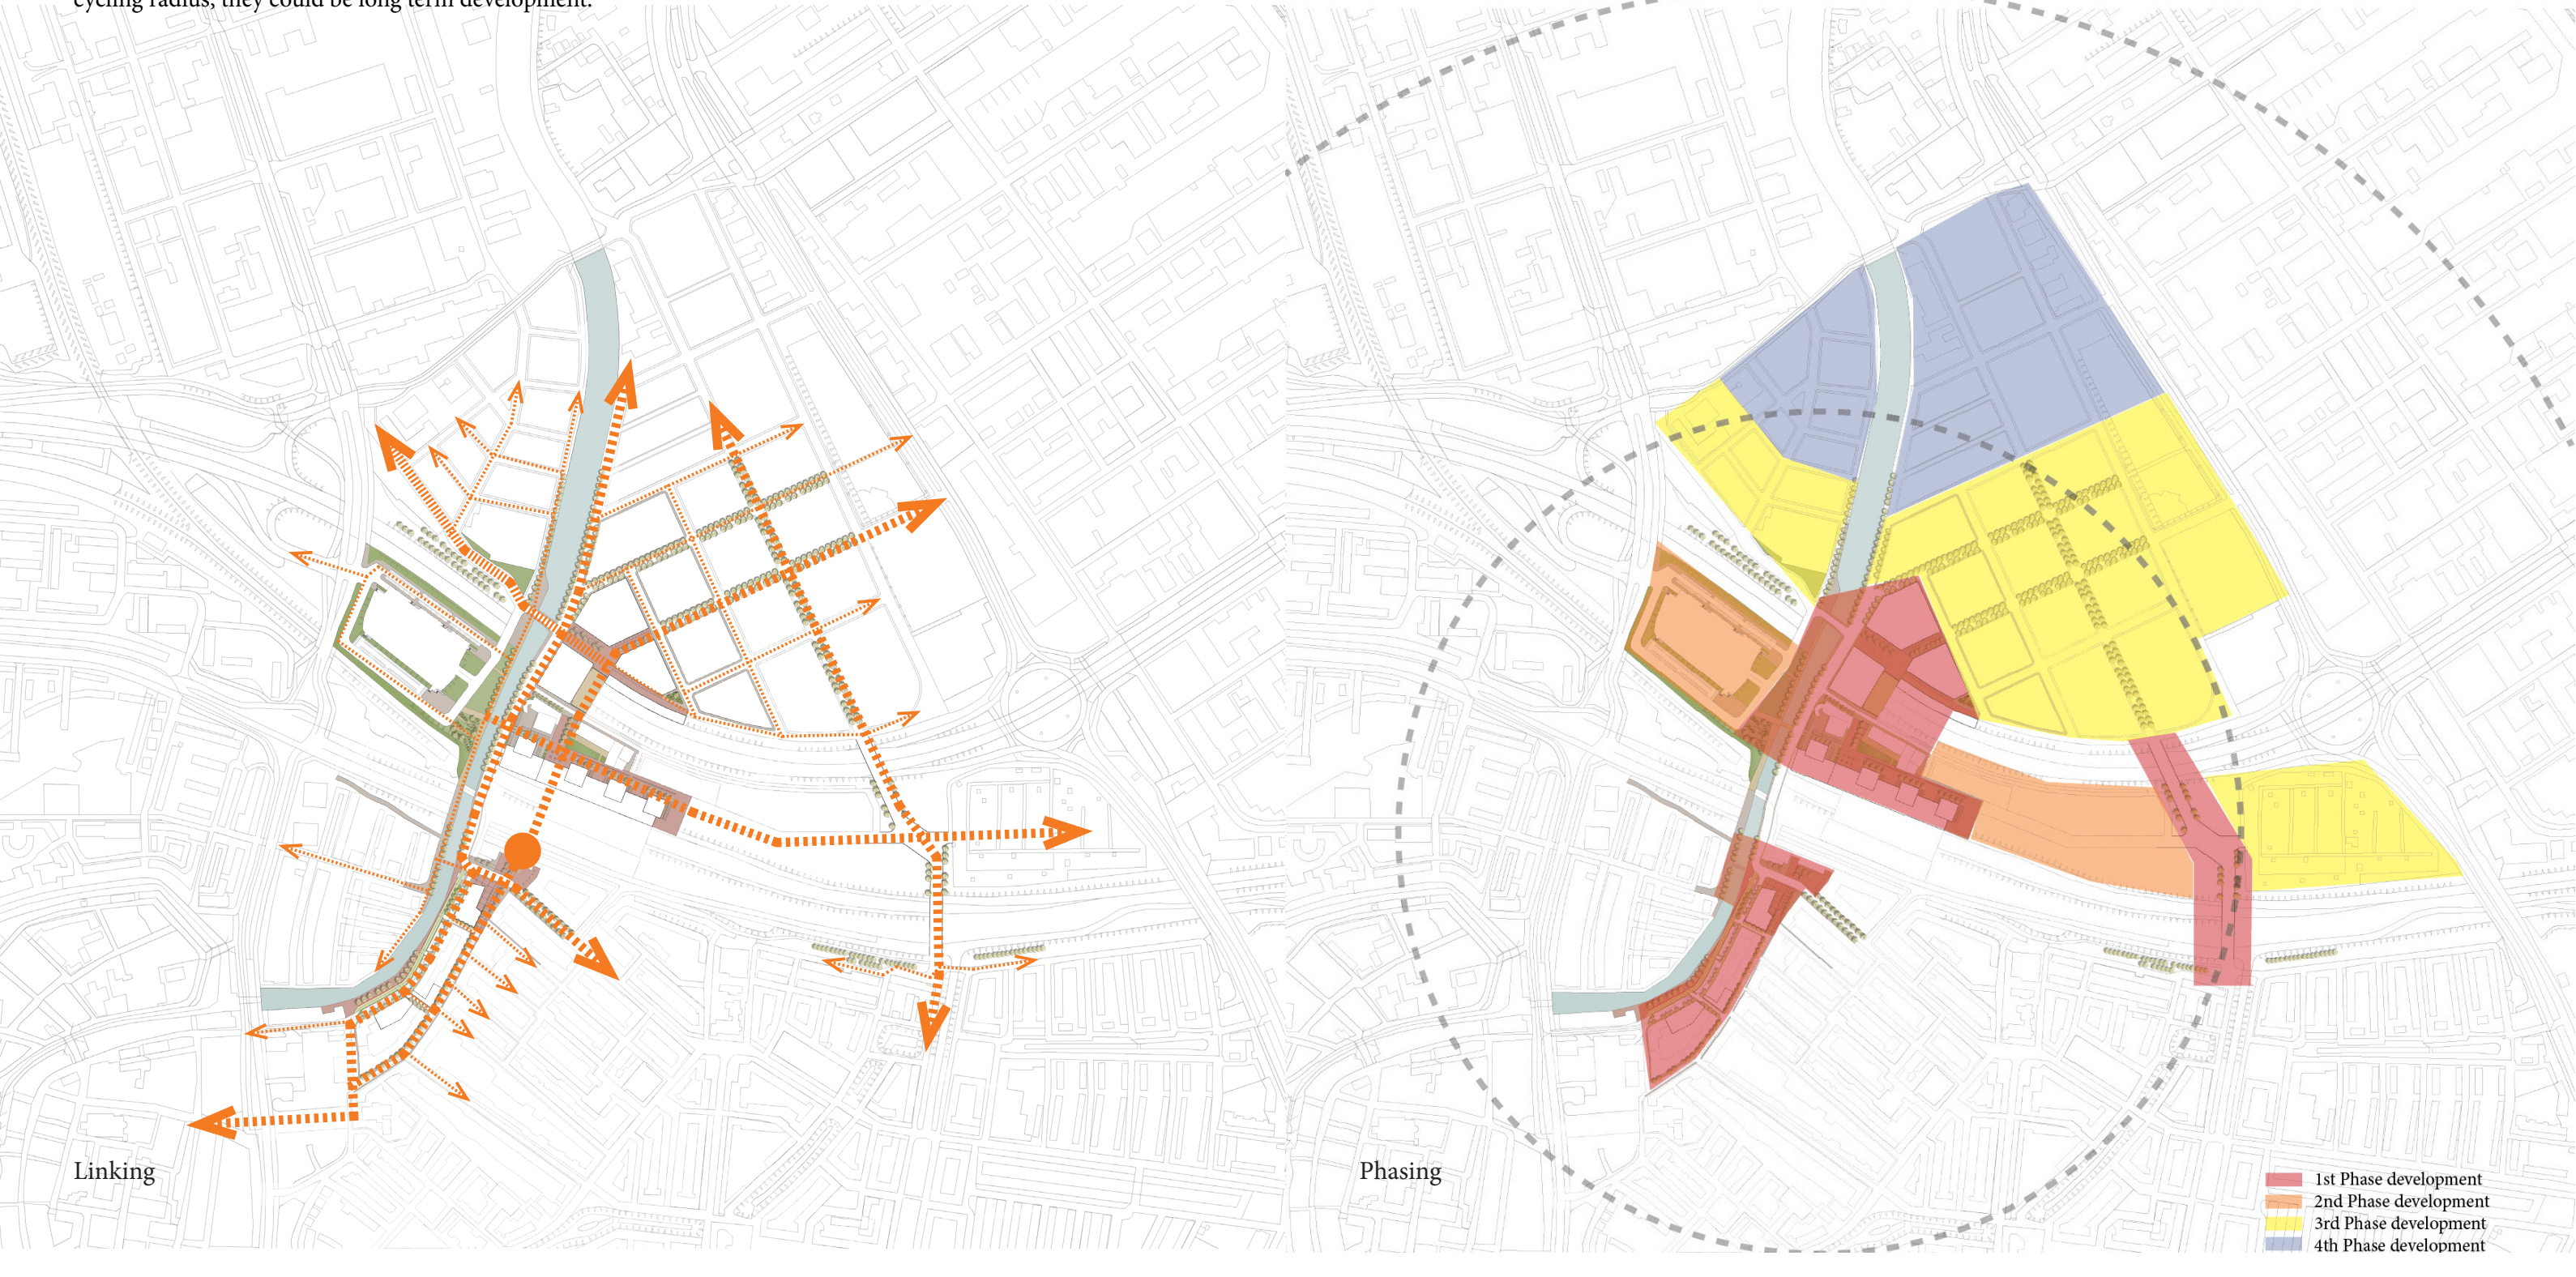 cycling radius, they could be long term development.
Linking
Phasing
1st Phase development
2nd Phase development
3rd Phase development
4th Phase development